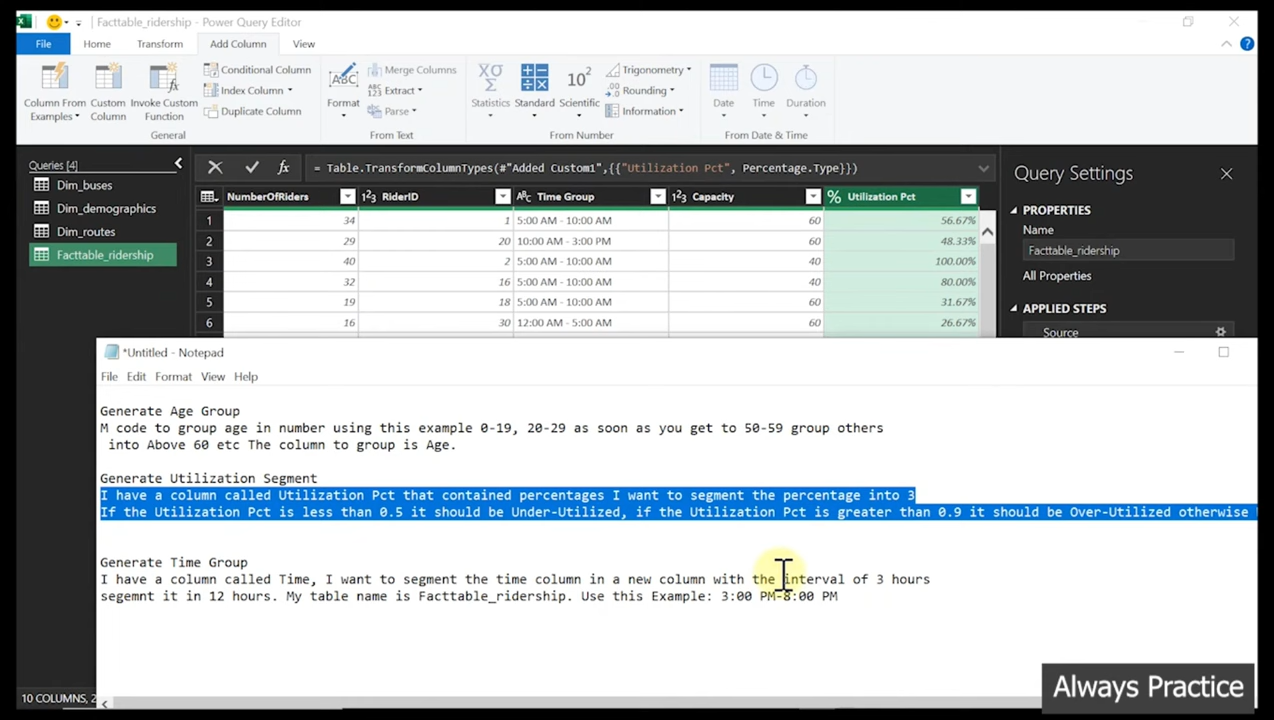 Facttable_ridership - Power Query Editor
File Home Transform Add Column View
Column From Examples
Custom Column
Invoke Custom Function
Conditional Column
Index Column
Duplicate Column
General
Format
Merge Columns
Extract
Parse
From Text
Statistics
Standard
10² Scientific
Trigonometry
Rounding
Information
From Number
Date
Time
Duration
From Date & Time
Queries [4]
Dim_buses
Dim_demographics
Dim_routes
Facttable_ridership
fx = Table.TransformColumnTypes(#"Added Custom1",{{"Utilization Pct", Percentage.Type}})
NumberOfRiders 123 RiderID ABC Time Group 123 Capacity % Utilization Pct
1 34 1 5:00 AM - 10:00 AM 60 56.67%
2 29 20 10:00 AM - 3:00 PM 60 48.33%
3 40 2 5:00 AM - 10:00 AM 40 100.00%
4 32 16 5:00 AM - 10:00 AM 40 80.00%
5 19 18 5:00 AM - 10:00 AM 60 31.67%
6 16 30 12:00 AM - 5:00 AM 60 26.67%
Query Settings
PROPERTIES
Name
Facttable_ridership
All Properties
APPLIED STEPS
Source
*Untitled - Notepad
File Edit Format View Help
Generate Age Group
M code to group age in number using this example 0-19, 20-29 as soon as you get to 50-59 group others
into Above 60 etc The column to group is Age.
Generate Utilization Segment
I have a column called Utilization Pct that contained percentages I want to segment the percentage into 3
If the Utilization Pct is less than 0.5 it should be Under-Utilized, if the Utilization Pct is greater than 0.9 it should be Over-Utilized otherwise
Generate Time Group
I have a column called Time, I want to segment the time column in a new column with the interval of 3 hours
segemnt it in 12 hours. My table name is Facttable_ridership. Use this Example: 3:00 PM-8:00 PM
10 COLUMNS, 2
Always Practice